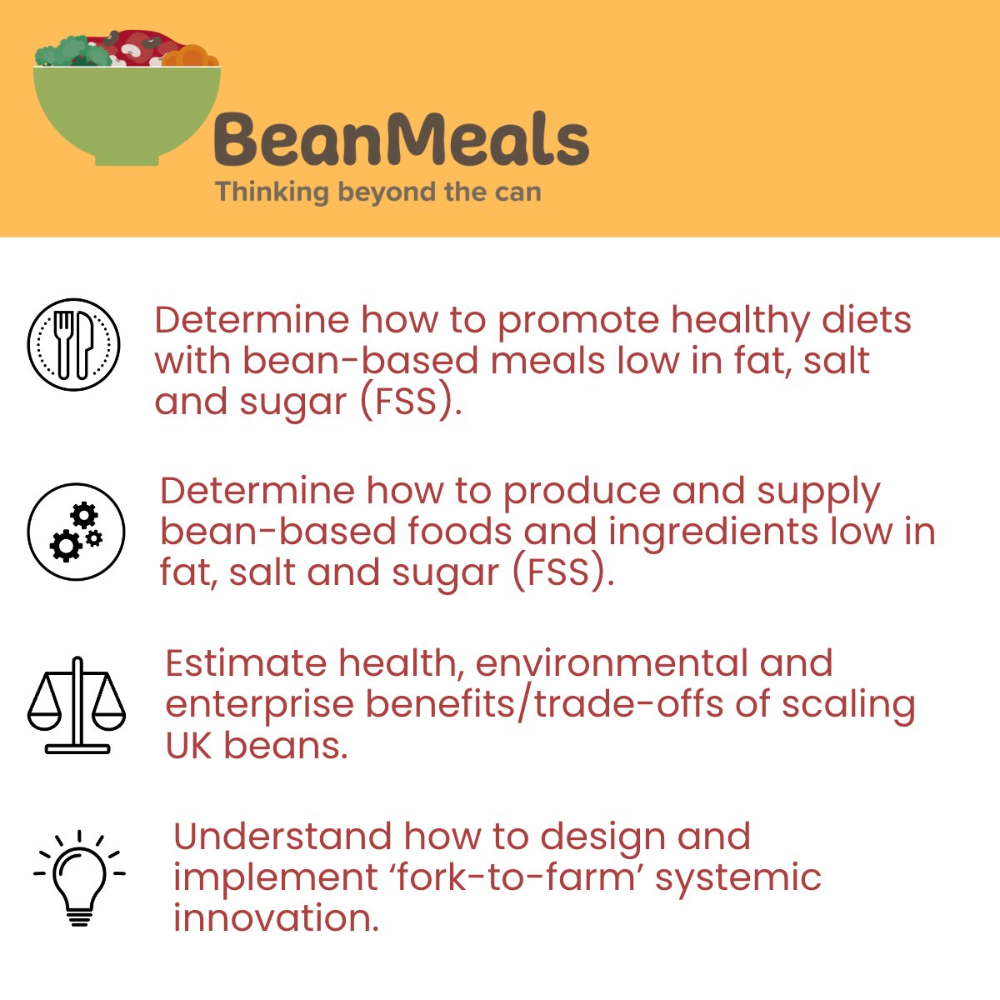 BeanMeals
Thinking beyond the can
Determine how to promote healthy diets
with bean-based meals low in fat, salt
and sugar (FSS).
Determine how to produce and supply
bean-based foods and ingredients low in
fat, salt and sugar (FSS).
Estimate health, environmental and
enterprise benefits/trade-offs of scaling
UK beans.
Understand how to design and
implement ‘fork-to-farm’ systemic
innovation.